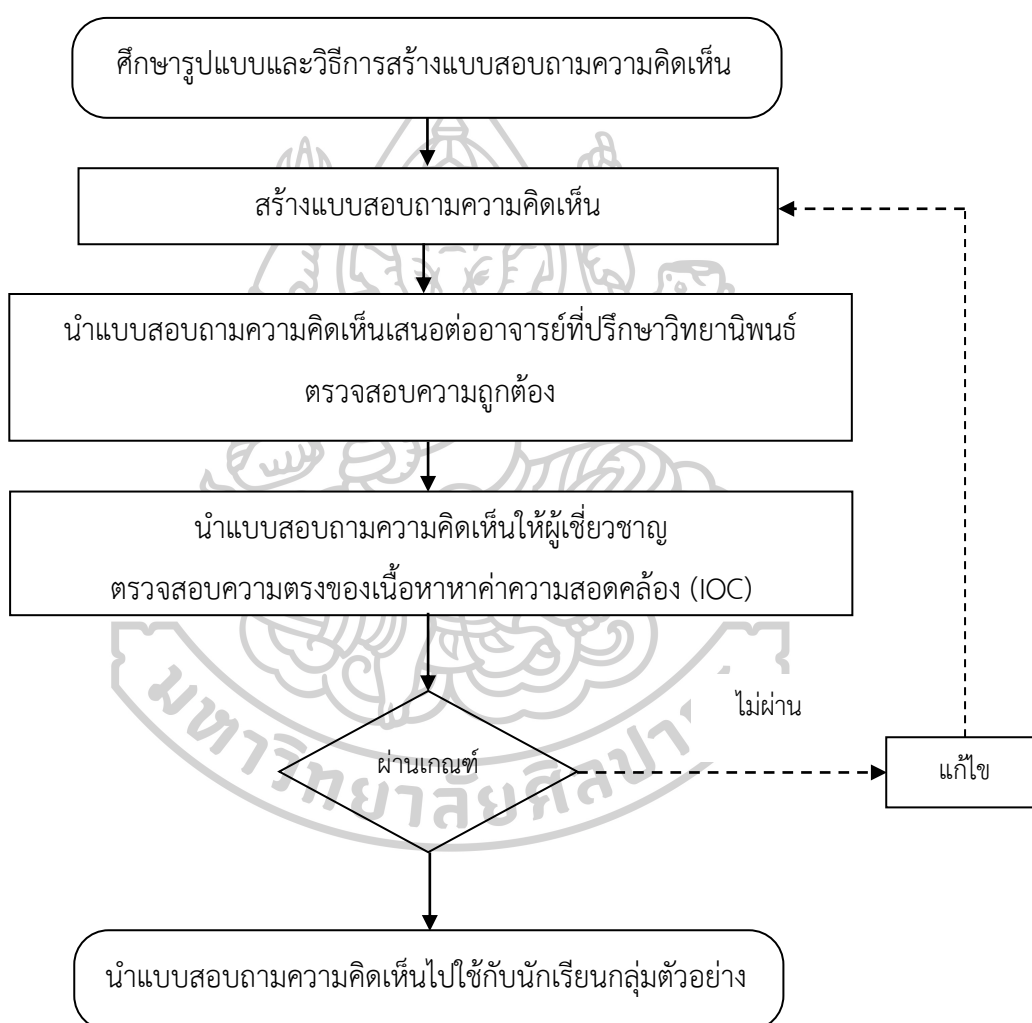 ศึกษารูปแบบและวิธีการสร้างแบบสอบถามความคิดเห็น
สร้างแบบสอบถามความคิดเห็น
นำแบบสอบถามความคิดเห็นเสนอต่ออาจารย์ที่ปรึกษาวิทยานิพนธ์
ตรวจสอบความถูกต้อง
นำแบบสอบถามความคิดเห็นให้ผู้เชี่ยวชาญ
ตรวจสอบความตรงของเนื้อหาหาค่าความสอดคล้อง (IOC)
ไม่ผ่าน
ผ่านเกณฑ์
แก้ไข
มหาวิทยาลัยศิลปา
นำแบบสอบถามความคิดเห็นไปใช้กับนักเรียนกลุ่มตัวอย่าง